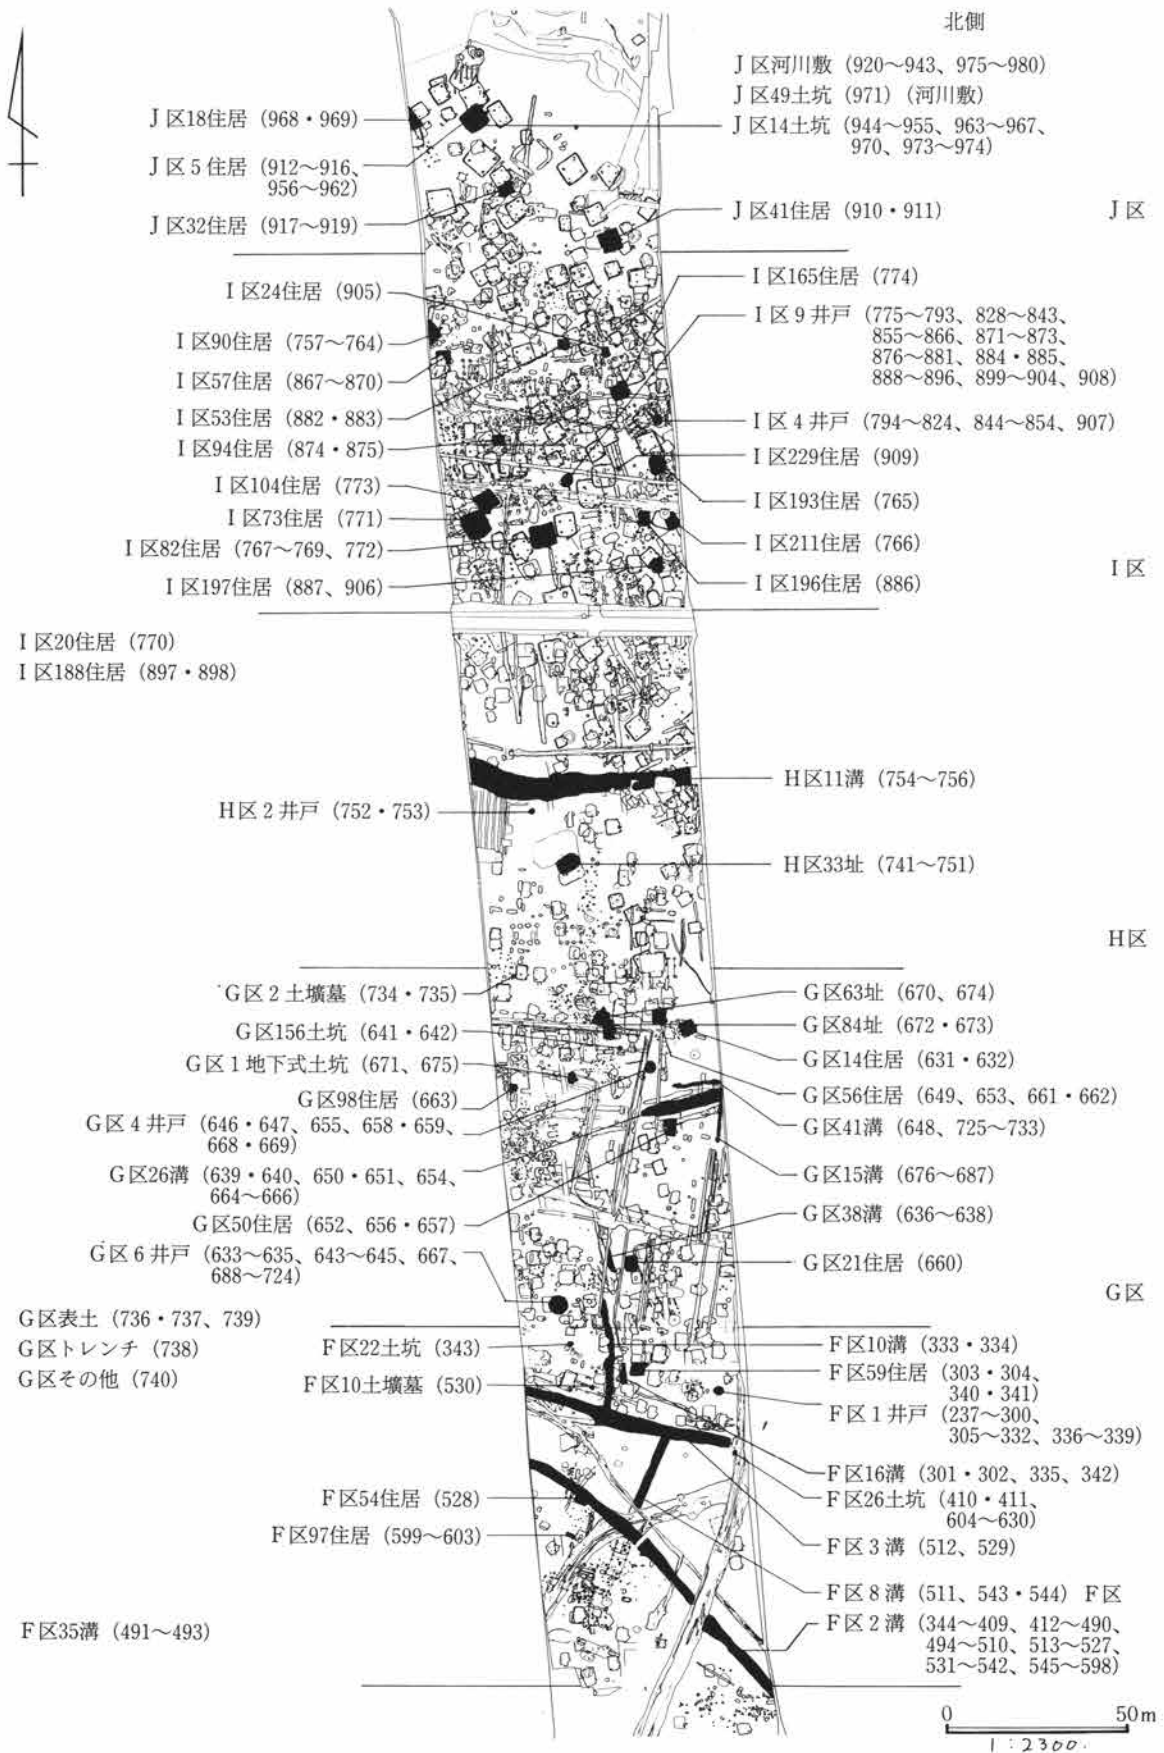 北側
J区河川敷（920～943、975～980）
J区49土坑（971）（河川敷）
J区14土坑（944～955、963～967、
970、973～974）
J区18住居（968・969）
J区5住居（912～916、
956～962）
J区32住居（917～919）
J区41住居（910・911）
J区
I区24住居（905）
I区90住居（757～764）
I区57住居（867～870）
I区53住居（882・883）
I区94住居（874・875）
I区104住居（773）
I区73住居（771）
I区82住居（767～769、772）
I区197住居（887、906）
I区165住居（774）
I区9井戸（775～793、828～843、
855～866、871～873、
876～881、884・885、
888～896、899～904、908）
I区4井戸（794～824、844～854、907）
I区229住居（909）
I区193住居（765）
I区211住居（766）
I区196住居（886）
I区
I区20住居（770）
I区188住居（897・898）
H区11溝（754～756）
H区2井戸（752・753）
H区33址（741～751）
H区
G区2土壙墓（734・735）
G区156土坑（641・642）
G区1地下式土坑（671、675）
G区98住居（663）
G区4井戸（646・647、655、658・659、
668・669）
G区26溝（639・640、650・651、654、
664～666）
G区50住居（652、656・657）
G区6井戸（633～635、643～645、667、
688～724）
G区63址（670、674）
G区84址（672・673）
G区14住居（631・632）
G区56住居（649、653、661・662）
G区41溝（648、725～733）
G区15溝（676～687）
G区38溝（636～638）
G区21住居（660）
G区
G区表土（736・737、739）
G区トレンチ（738）
G区その他（740）
F区22土坑（343）
F区10土壙墓（530）
F区54住居（528）
F区97住居（599～603）
F区10溝（333・334）
F区59住居（303・304、
340・341）
F区1井戸（237～300、
305～332、336～339）
F区16溝（301・302、335、342）
F区26土坑（410・411、
604～630）
F区3溝（512、529）
F区8溝（511、543・544）F区
F区2溝（344～409、412～490、
494～510、513～527、
531～542、545～598）
F区35溝（491～493）
0 50m
1:2300.